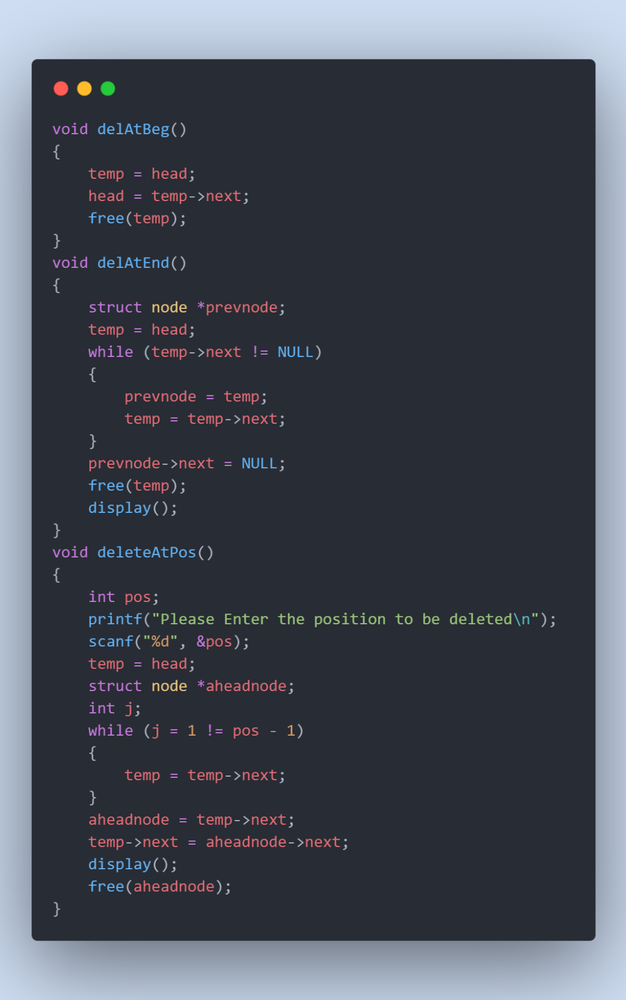 void delAtBeg()
{
    temp = head;
    head = temp->next;
    free(temp);
}
void delAtEnd()
{
    struct node *prevnode;
    temp = head;
    while (temp->next != NULL)
    {
        prevnode = temp;
        temp = temp->next;
    }
    prevnode->next = NULL;
    free(temp);
    display();
}
void deleteAtPos()
{
    int pos;
    printf("Please Enter the position to be deleted\n");
    scanf("%d", &pos);
    temp = head;
    struct node *aheadnode;
    int j;
    while (j = 1 != pos - 1)
    {
        temp = temp->next;
    }
    aheadnode = temp->next;
    temp->next = aheadnode->next;
    display();
    free(aheadnode);
}